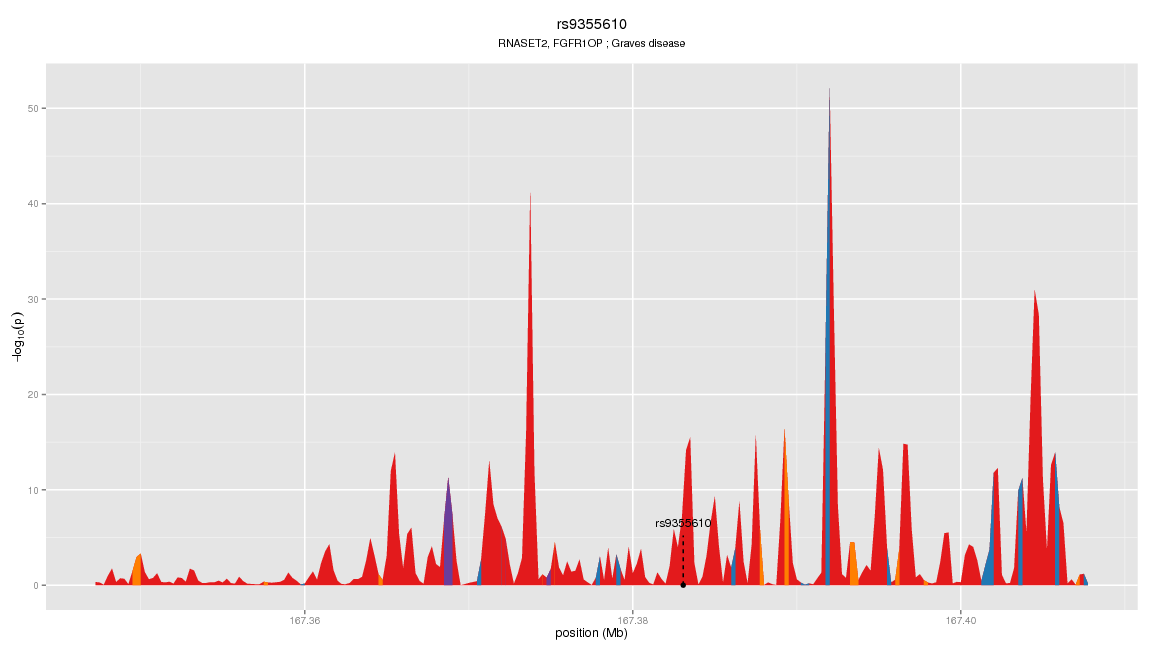 rs9355610
RNASET2, FGFR1OP ; Graves disease
50
40
30
20
10
0
−log10(p)
rs9355610
167.36
167.38
167.40
position (Mb)